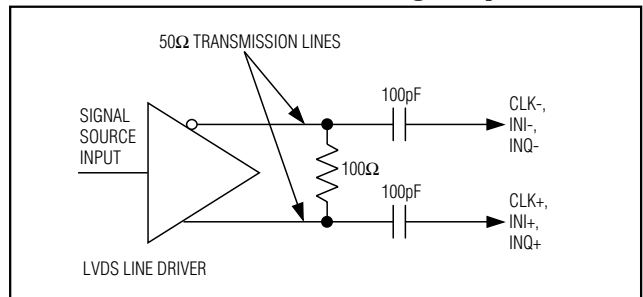 50Ω TRANSMISSION LINES
100pF
CLK-,
INI-,
INQ-
SIGNAL
SOURCE
INPUT
100Ω
100pF
CLK+,
INI+,
INQ+
LVDS LINE DRIVER